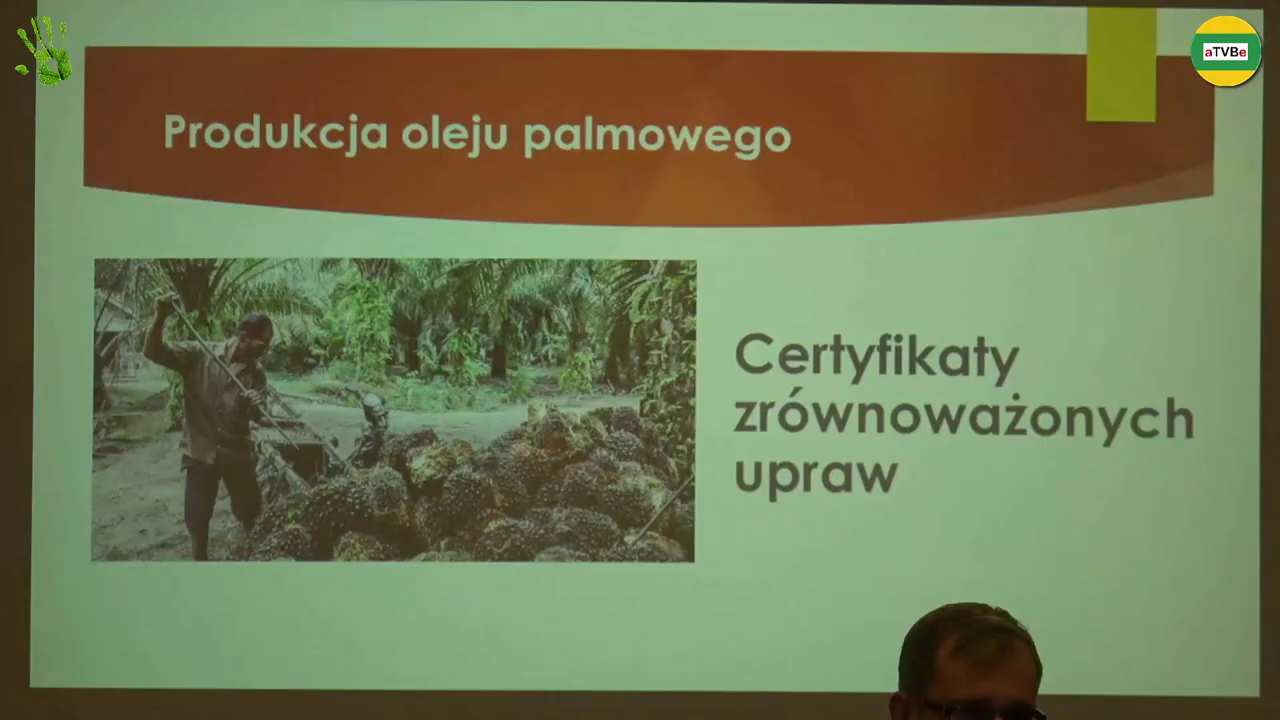 aTVBe
Produkcja oleju palmowego
Certyfikaty
zrównoważonych
upraw